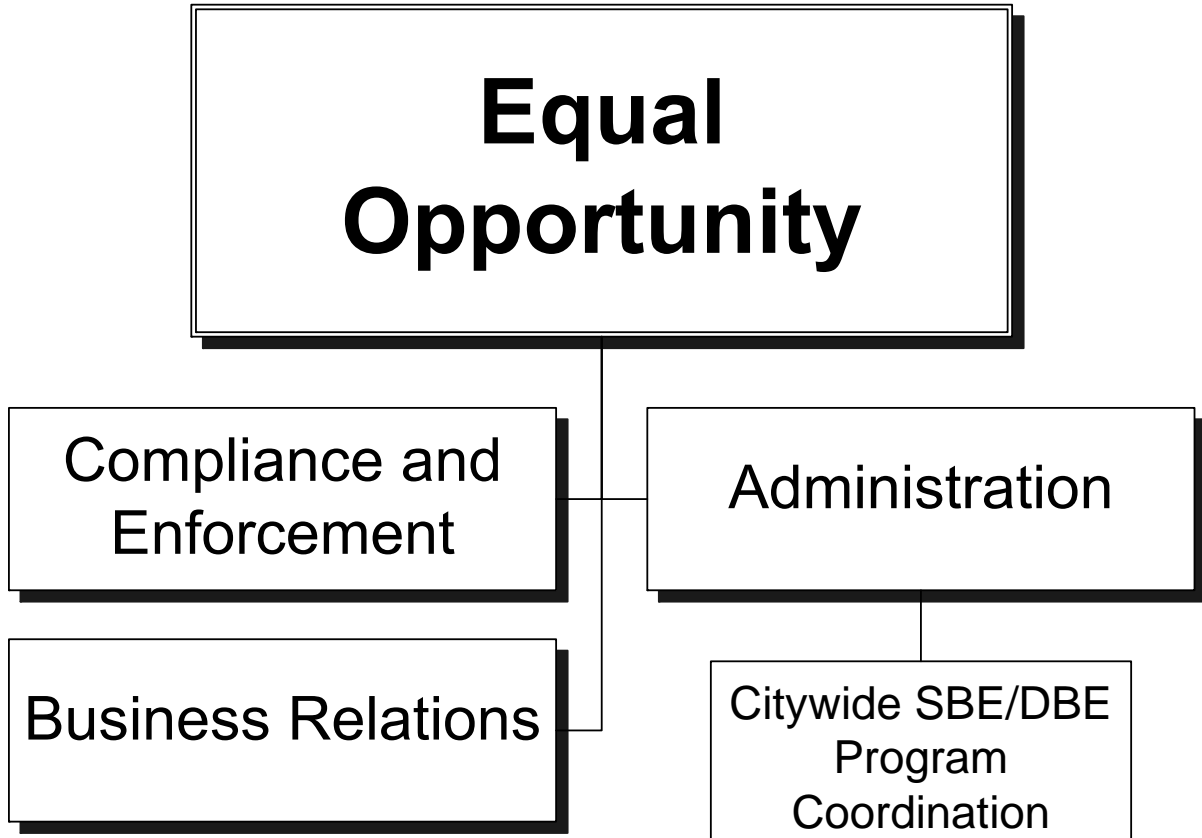 Equal
Opportunity
Compliance and
Enforcement
Administration
Business Relations
Citywide SBE/DBE
Program
Coordination